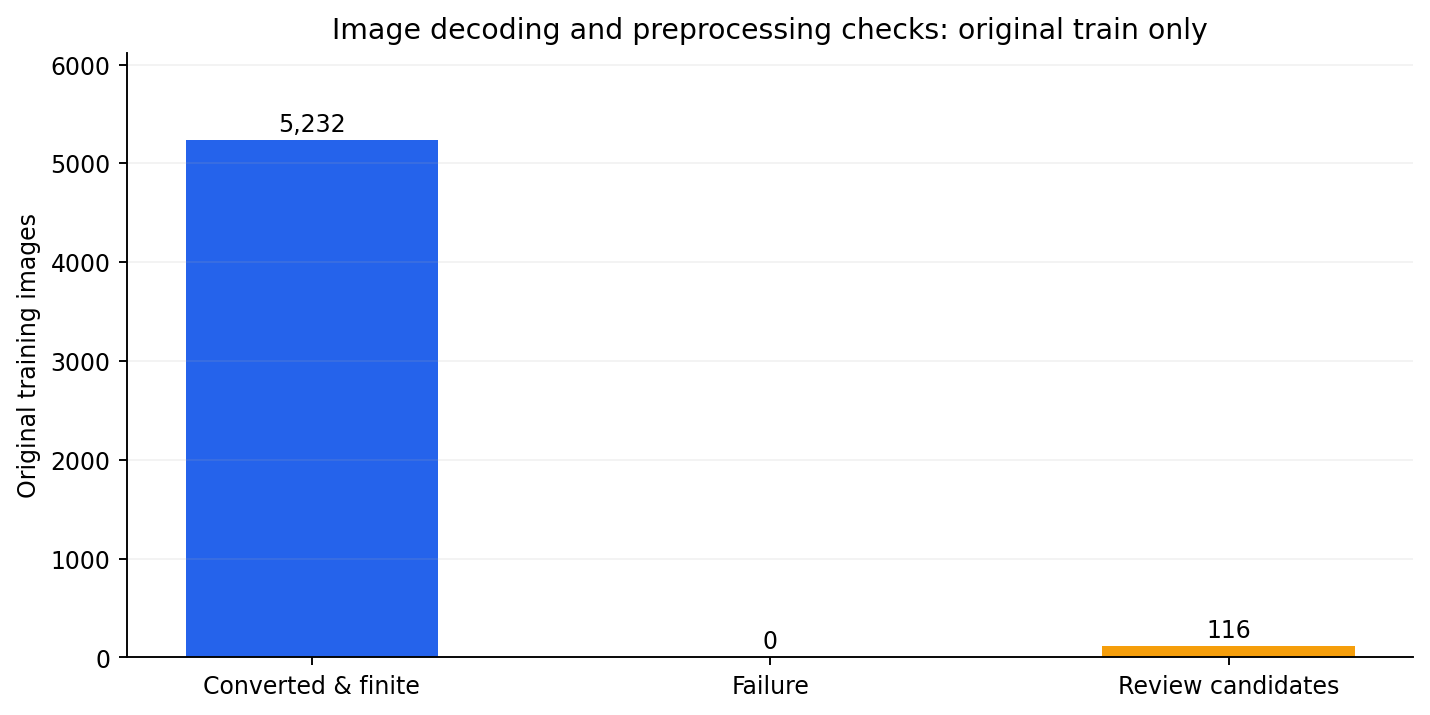 Image decoding and preprocessing checks: original train only
Original training images
6000
5000
4000
3000
2000
1000
0
5,232
0
116
Converted & finite
Failure
Review candidates